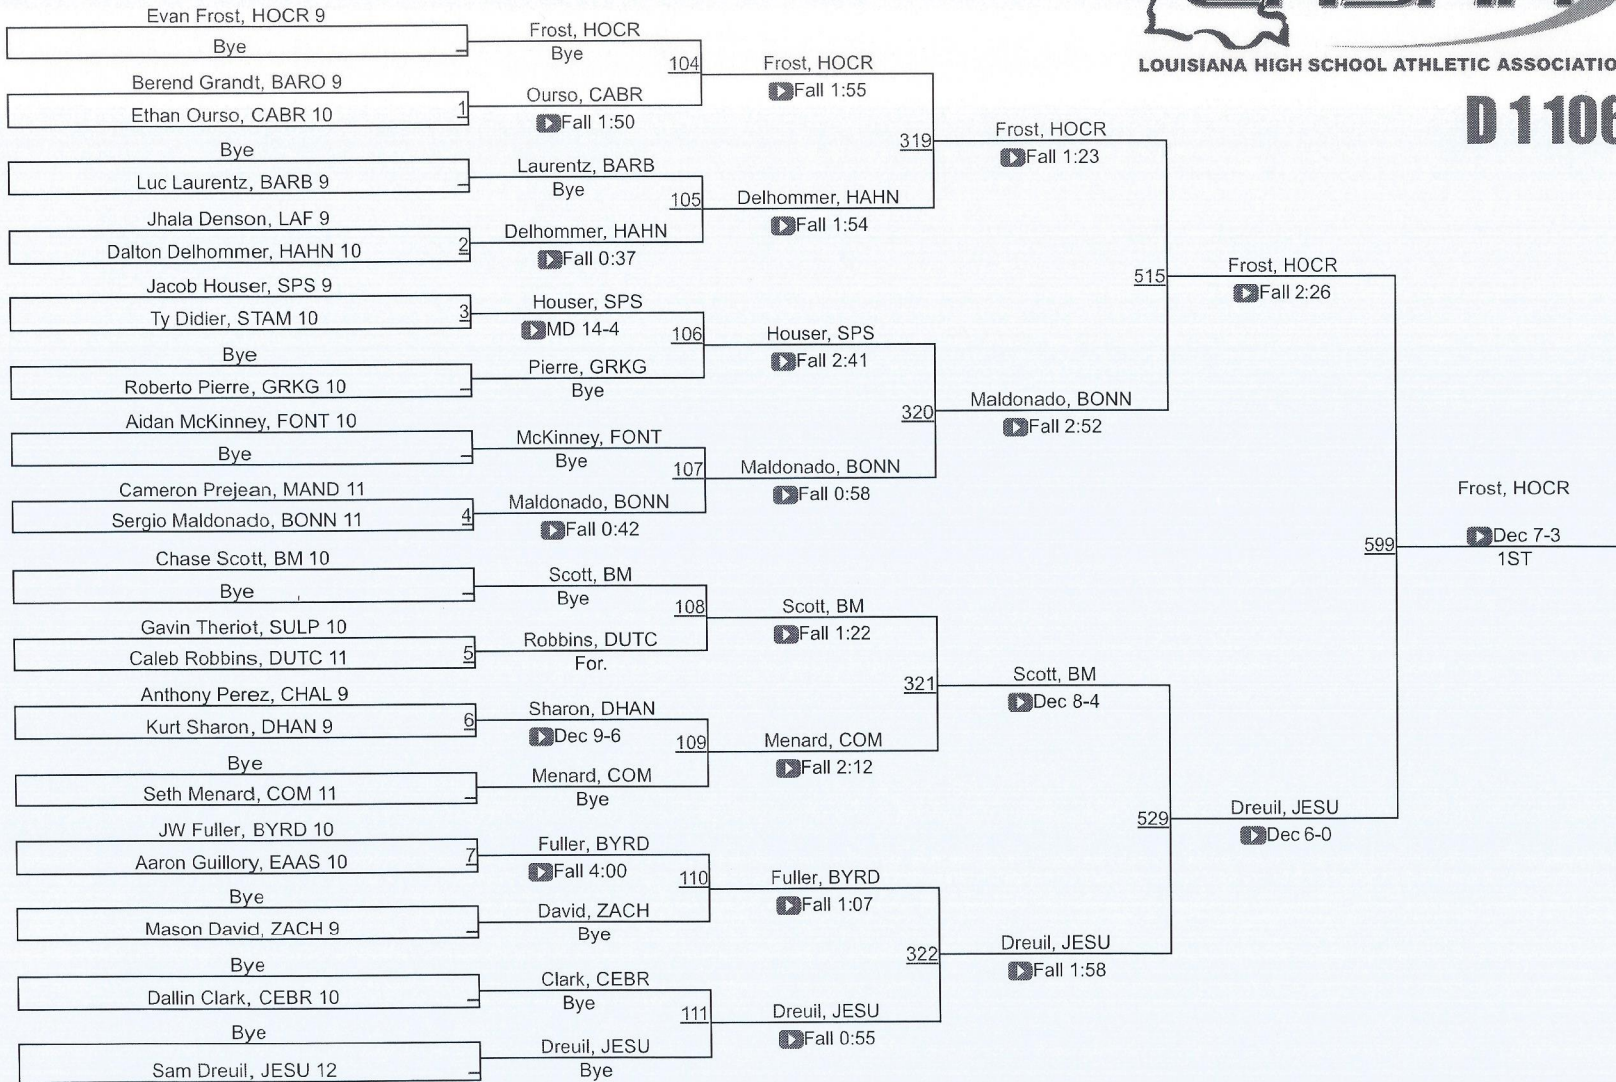 LOUISIANA HIGH SCHOOL ATHLETIC ASSOCIATIO
D 1 106
Evan Frost, HOCR 9
Bye
Berend Grandt, BARO 9
Ethan Ourso, CABR 10
1
Bye
Luc Laurentz, BARB 9
Jhala Denson, LAF 9
Dalton Delhommer, HAHN 10
2
Jacob Houser, SPS 9
Ty Didier, STAM 10
3
Bye
Roberto Pierre, GRKG 10
Aidan McKinney, FONT 10
Bye
Cameron Prejean, MAND 11
Sergio Maldonado, BONN 11
4
Chase Scott, BM 10
Bye
Gavin Theriot, SULP 10
Caleb Robbins, DUTC 11
5
Anthony Perez, CHAL 9
Kurt Sharon, DHAN 9
6
Bye
Seth Menard, COM 11
JW Fuller, BYRD 10
Aaron Guillory, EAAS 10
7
Bye
Mason David, ZACH 9
Bye
Dallin Clark, CEBR 10
Bye
Sam Dreuil, JESU 12
Frost, HOCR
Bye
104
Ourso, CABR
Fall 1:50
Laurentz, BARB
Bye
105
Delhommer, HAHN
Fall 0:37
Houser, SPS
MD 14-4
106
Pierre, GRKG
Bye
McKinney, FONT
Bye
107
Maldonado, BONN
Fall 0:42
Scott, BM
Bye
108
Robbins, DUTC
For.
Sharon, DHAN
Dec 9-6
109
Menard, COM
Bye
Fuller, BYRD
Fall 4:00
110
David, ZACH
Bye
Clark, CEBR
Bye
111
Dreuil, JESU
Bye
Frost, HOCR
Fall 1:55
319
Delhommer, HAHN
Fall 1:54
Houser, SPS
Fall 2:41
320
Maldonado, BONN
Fall 0:58
Scott, BM
Fall 1:22
321
Menard, COM
Fall 2:12
Fuller, BYRD
Fall 1:07
322
Dreuil, JESU
Fall 0:55
Frost, HOCR
Fall 1:23
515
Maldonado, BONN
Fall 2:52
Scott, BM
Dec 8-4
529
Dreuil, JESU
Fall 1:58
Frost, HOCR
Fall 2:26
599
Dreuil, JESU
Dec 6-0
Frost, HOCR
Dec 7-3
1ST